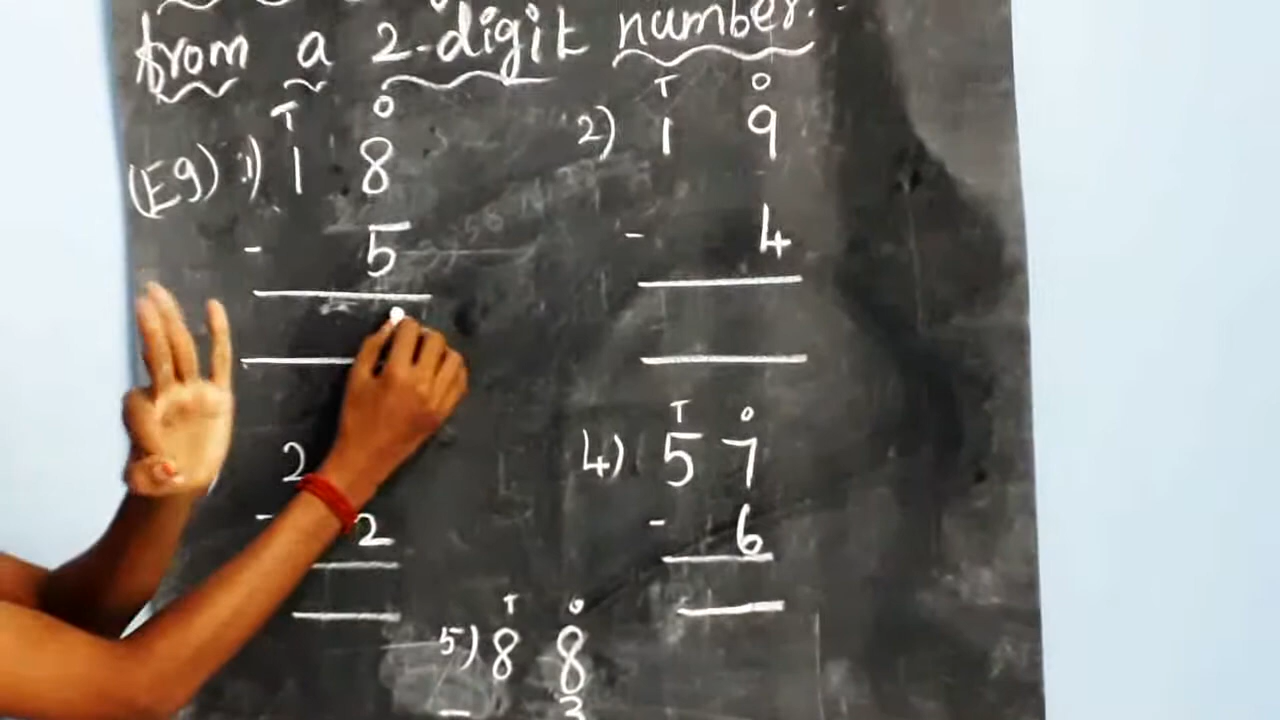 from a 2-digit number.
T O
(Eg) 1) 1 8
- 5
T O
2) 1 9
- 4
2
- 2
T O
4) 5 7
- 6
T O
5) 8 8
- 3